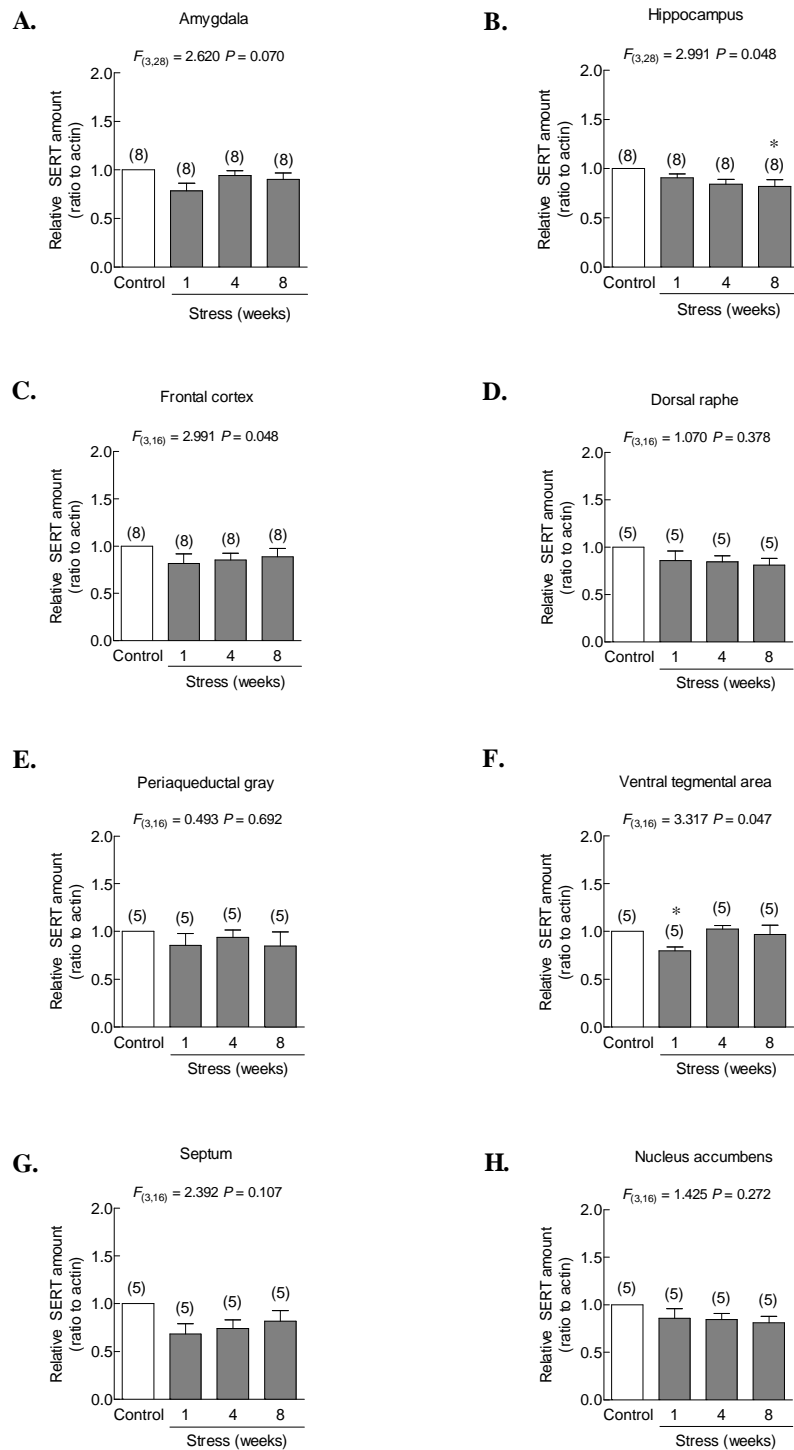 A.
Amygdala
F(3,28) = 2.620 P = 0.070
Relative SERT amount
(ratio to actin)
2.0
1.5
1.0
0.5
0.0
(8) (8) (8) (8)
Control 1 4 8
Stress (weeks)
B.
Hippocampus
F(3,28) = 2.991 P = 0.048
Relative SERT amount
(ratio to actin)
2.0
1.5
1.0
0.5
0.0
*
(8) (8) (8) (8)
Control 1 4 8
Stress (weeks)
C.
Frontal cortex
F(3,16) = 2.991 P = 0.048
Relative SERT amount
(ratio to actin)
2.0
1.5
1.0
0.5
0.0
(8) (8) (8) (8)
Control 1 4 8
Stress (weeks)
D.
Dorsal raphe
F(3,16) = 1.070 P = 0.378
Relative SERT amount
(ratio to actin)
2.0
1.5
1.0
0.5
0.0
(5) (5) (5) (5)
Control 1 4 8
Stress (weeks)
E.
Periaqueductal gray
F(3,16) = 0.493 P = 0.692
Relative SERT amount
(ratio to actin)
2.0
1.5
1.0
0.5
0.0
(5) (5) (5) (5)
Control 1 4 8
Stress (weeks)
F.
Ventral tegmental area
F(3,16) = 3.317 P = 0.047
Relative SERT amount
(ratio to actin)
2.0
1.5
1.0
0.5
0.0
*
(5) (5) (5) (5)
Control 1 4 8
Stress (weeks)
G.
Septum
F(3,16) = 2.392 P = 0.107
Relative SERT amount
(ratio to actin)
2.0
1.5
1.0
0.5
0.0
(5) (5) (5) (5)
Control 1 4 8
Stress (weeks)
H.
Nucleus accumbens
F(3,16) = 1.425 P = 0.272
Relative SERT amount
(ratio to actin)
2.0
1.5
1.0
0.5
0.0
(5) (5) (5) (5)
Control 1 4 8
Stress (weeks)